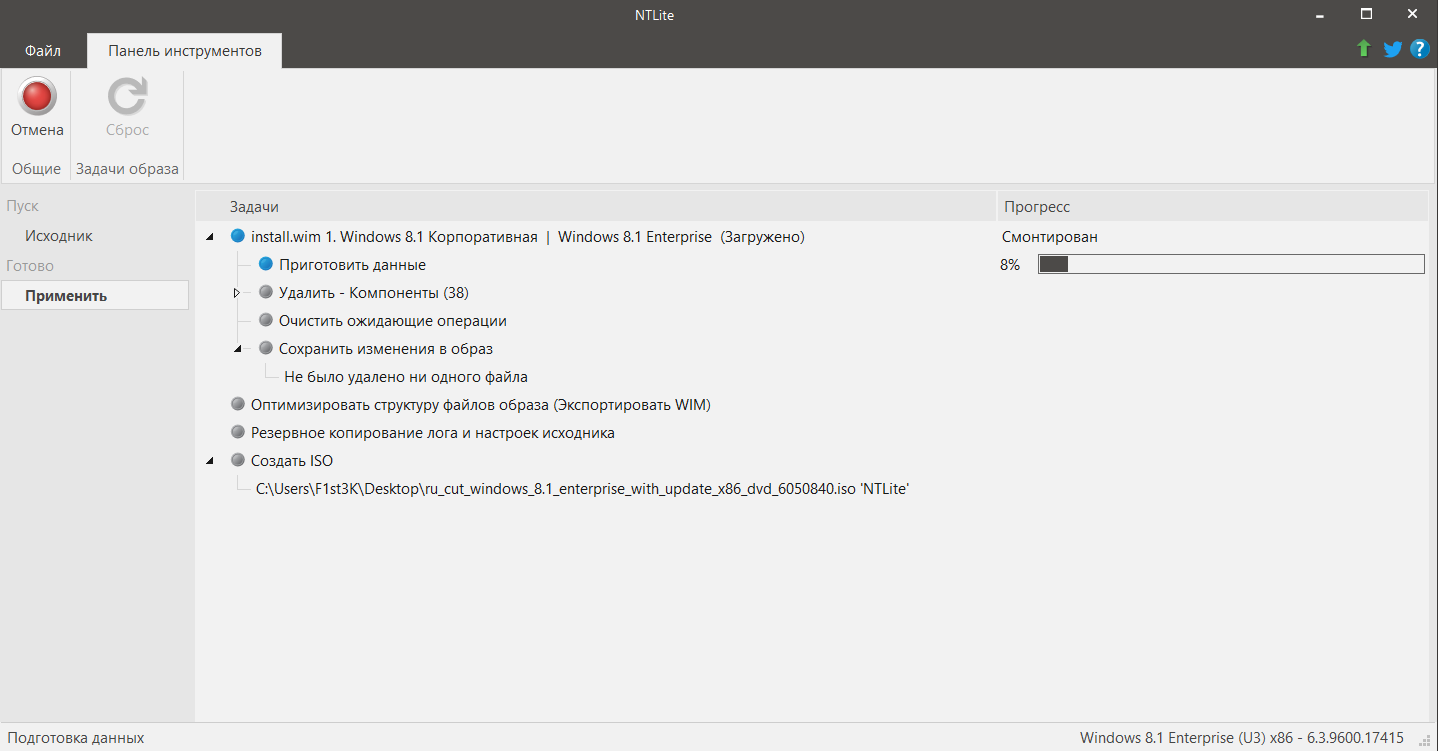 NTLite
Файл
Панель инструментов
Отмена
Сброс
Общие
Задачи образа
Пуск
Исходник
Готово
Применить
Задачи
Прогресс
install.wim 1. Windows 8.1 Корпоративная | Windows 8.1 Enterprise (Загружено)
Смонтирован
Приготовить данные
8%
Удалить - Компоненты (38)
Очистить ожидающие операции
Сохранить изменения в образ
Не было удалено ни одного файла
Оптимизировать структуру файлов образа (Экспортировать WIM)
Резервное копирование лога и настроек исходника
Создать ISO
C:\Users\F1st3K\Desktop\ru_cut_windows_8.1_enterprise_with_update_x86_dvd_6050840.iso 'NTLite'
Подготовка данных
Windows 8.1 Enterprise (U3) x86 - 6.3.9600.17415